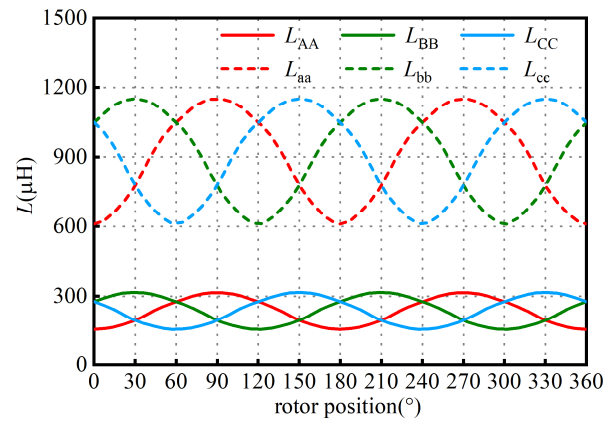 1500
L_AA L_BB L_CC
L_aa L_bb L_cc
1200
900
L(μH)
600
300
0
0 30 60 90 120 150 180 210 240 270 300 330 360
rotor position(°)